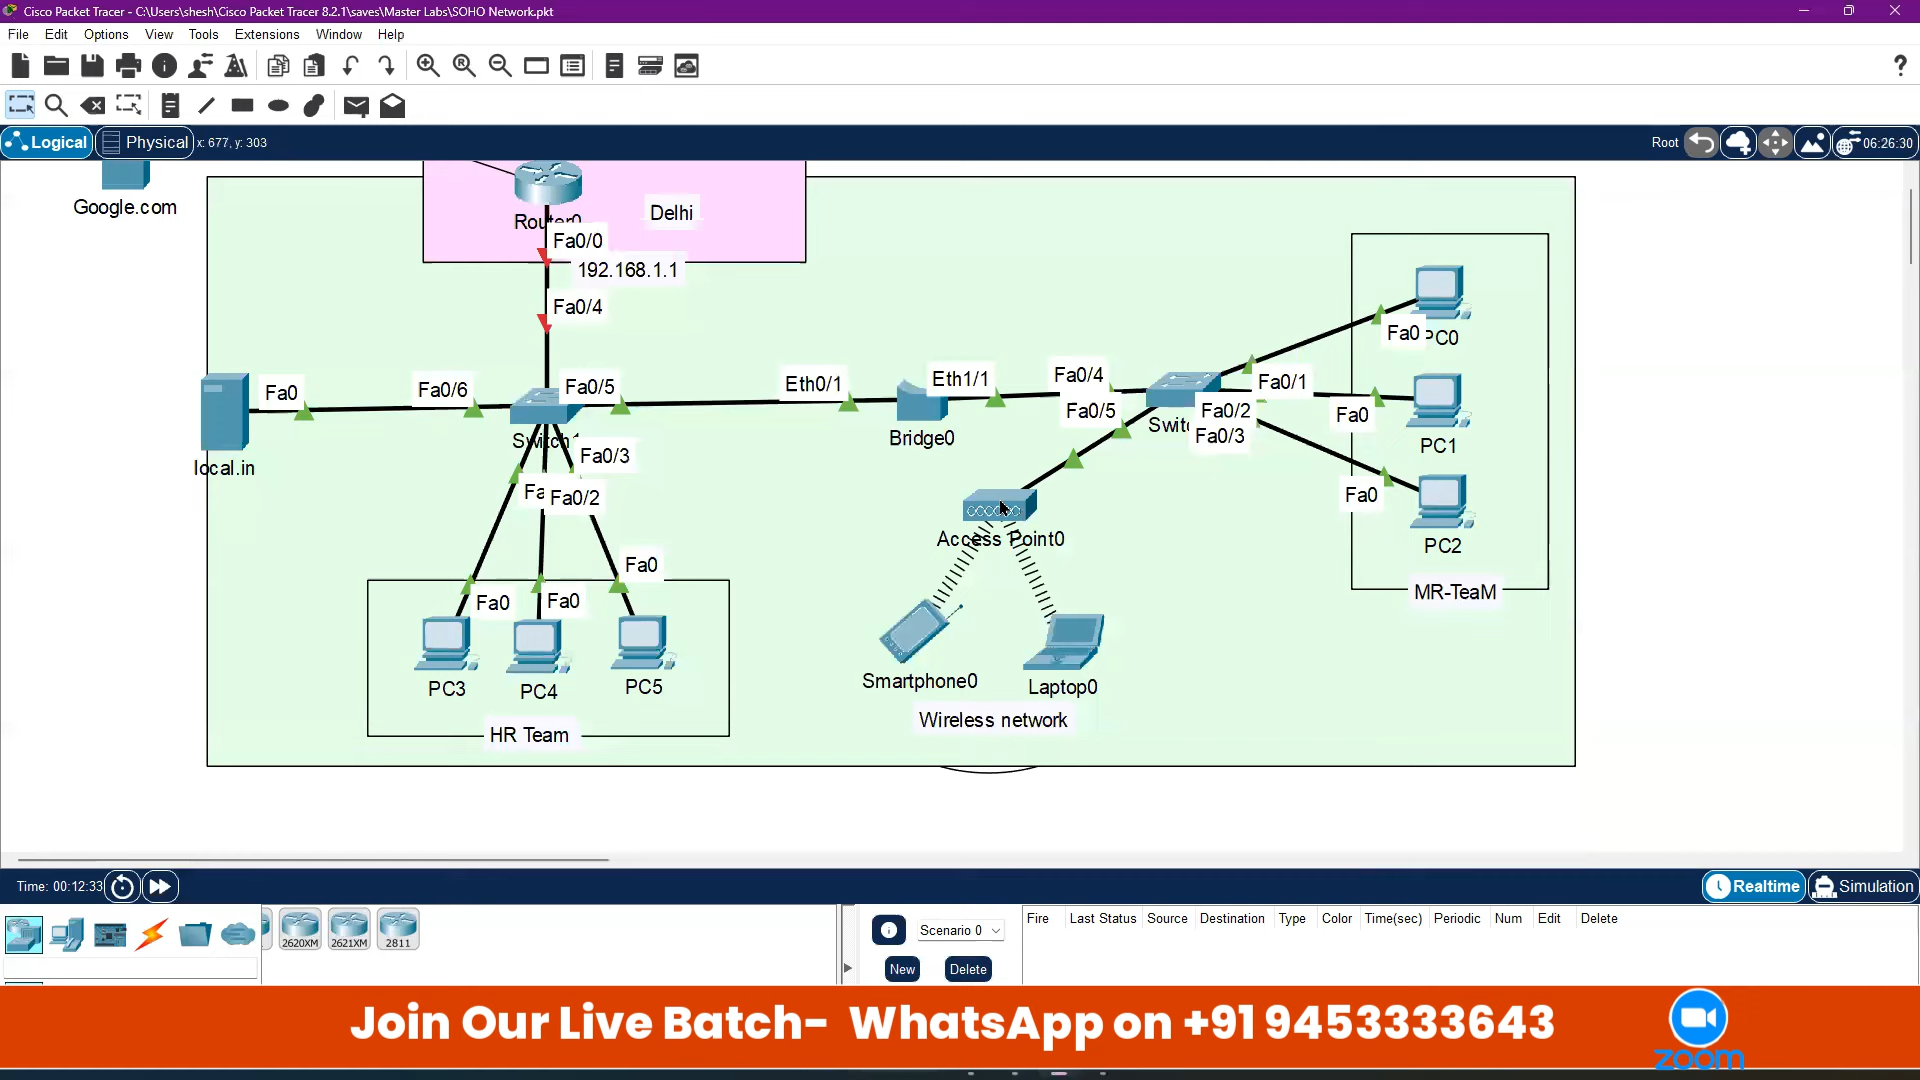 Cisco Packet Tracer - C:\Users\shesh\Cisco Packet Tracer 8.2.1\saves\Master Labs\SOHO Network.pkt
File Edit Options View Tools Extensions Window Help
Logical Physical x: 677, y: 303 Root 06:26:30
Google.com
Router0
Delhi
Fa0/0
192.168.1.1
Fa0/4
Fa0
Fa0/6
Fa0/5
Eth0/1
Eth1/1
Fa0/4
Fa0/5
Fa0/1
Fa0/2
Fa0/3
Fa0
PC0
Fa0
PC1
Fa0
PC2
MR-TeaM
local.in
Switch1
Bridge0
Fa0/3
Fa0/2
Access Point0
Fa0
Fa0
Fa0
PC3
PC4
PC5
HR Team
Smartphone0
Laptop0
Wireless network
Time: 00:12:33 Realtime Simulation
2620XM 2621XM 2811
Scenario 0
New Delete
Fire Last Status Source Destination Type Color Time(sec) Periodic Num Edit Delete
Join Our Live Batch- WhatsApp on +91 9453333643
zoom